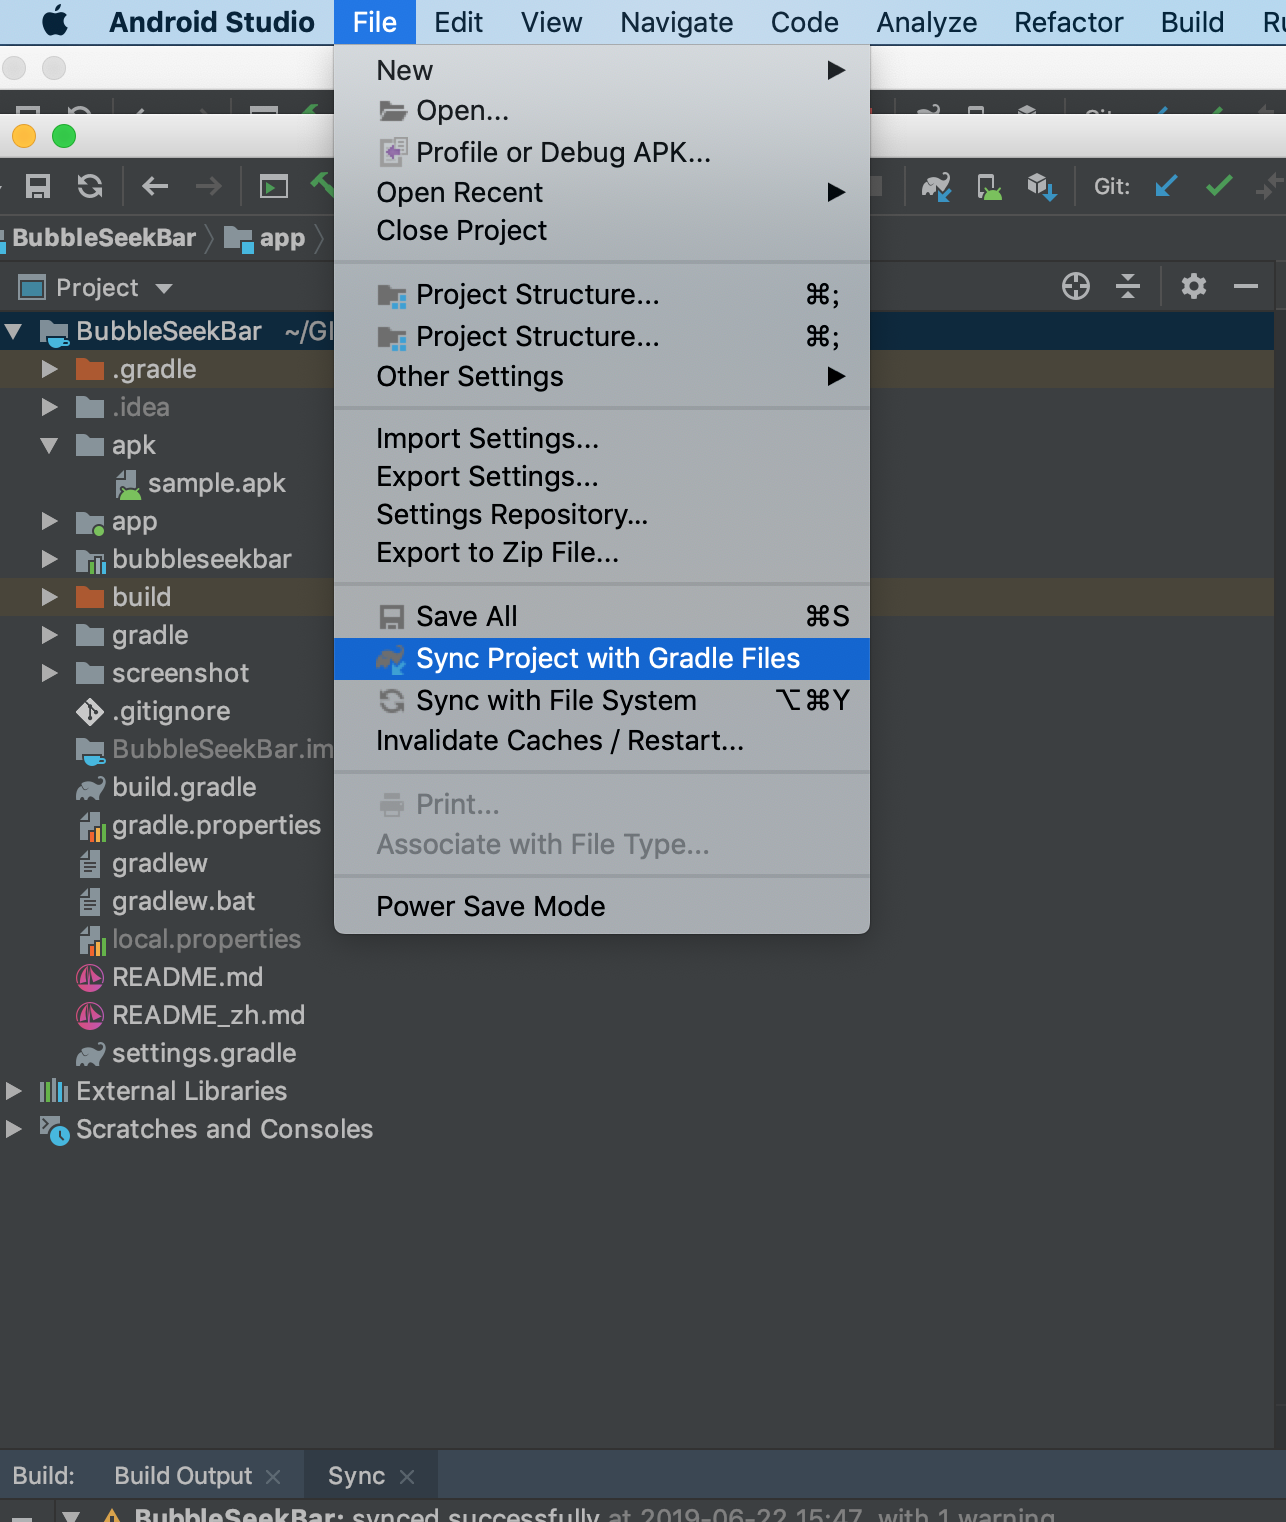 Android Studio File Edit View Navigate Code Analyze Refactor Build
New
Open...
Profile or Debug APK...
Open Recent
Close Project
Git:
BubbleSeekBar app
Project
Project Structure... ⌘;
Project Structure... ⌘;
Other Settings
Import Settings...
Export Settings...
Settings Repository...
Export to Zip File...
Save All ⌘S
Sync Project with Gradle Files
Sync with File System ⌥⌘Y
Invalidate Caches / Restart...
Print...
Associate with File Type...
Power Save Mode
BubbleSeekBar
.gradle
.idea
apk
sample.apk
app
bubbleseekbar
build
gradle
screenshot
.gitignore
BubbleSeekBar.im
build.gradle
gradle.properties
gradlew
gradlew.bat
local.properties
README.md
README_zh.md
settings.gradle
External Libraries
Scratches and Consoles
Build: Build Output Sync
BubbleSeekBar: synced successfully at 2019-06-22 15:47 with 1 warning